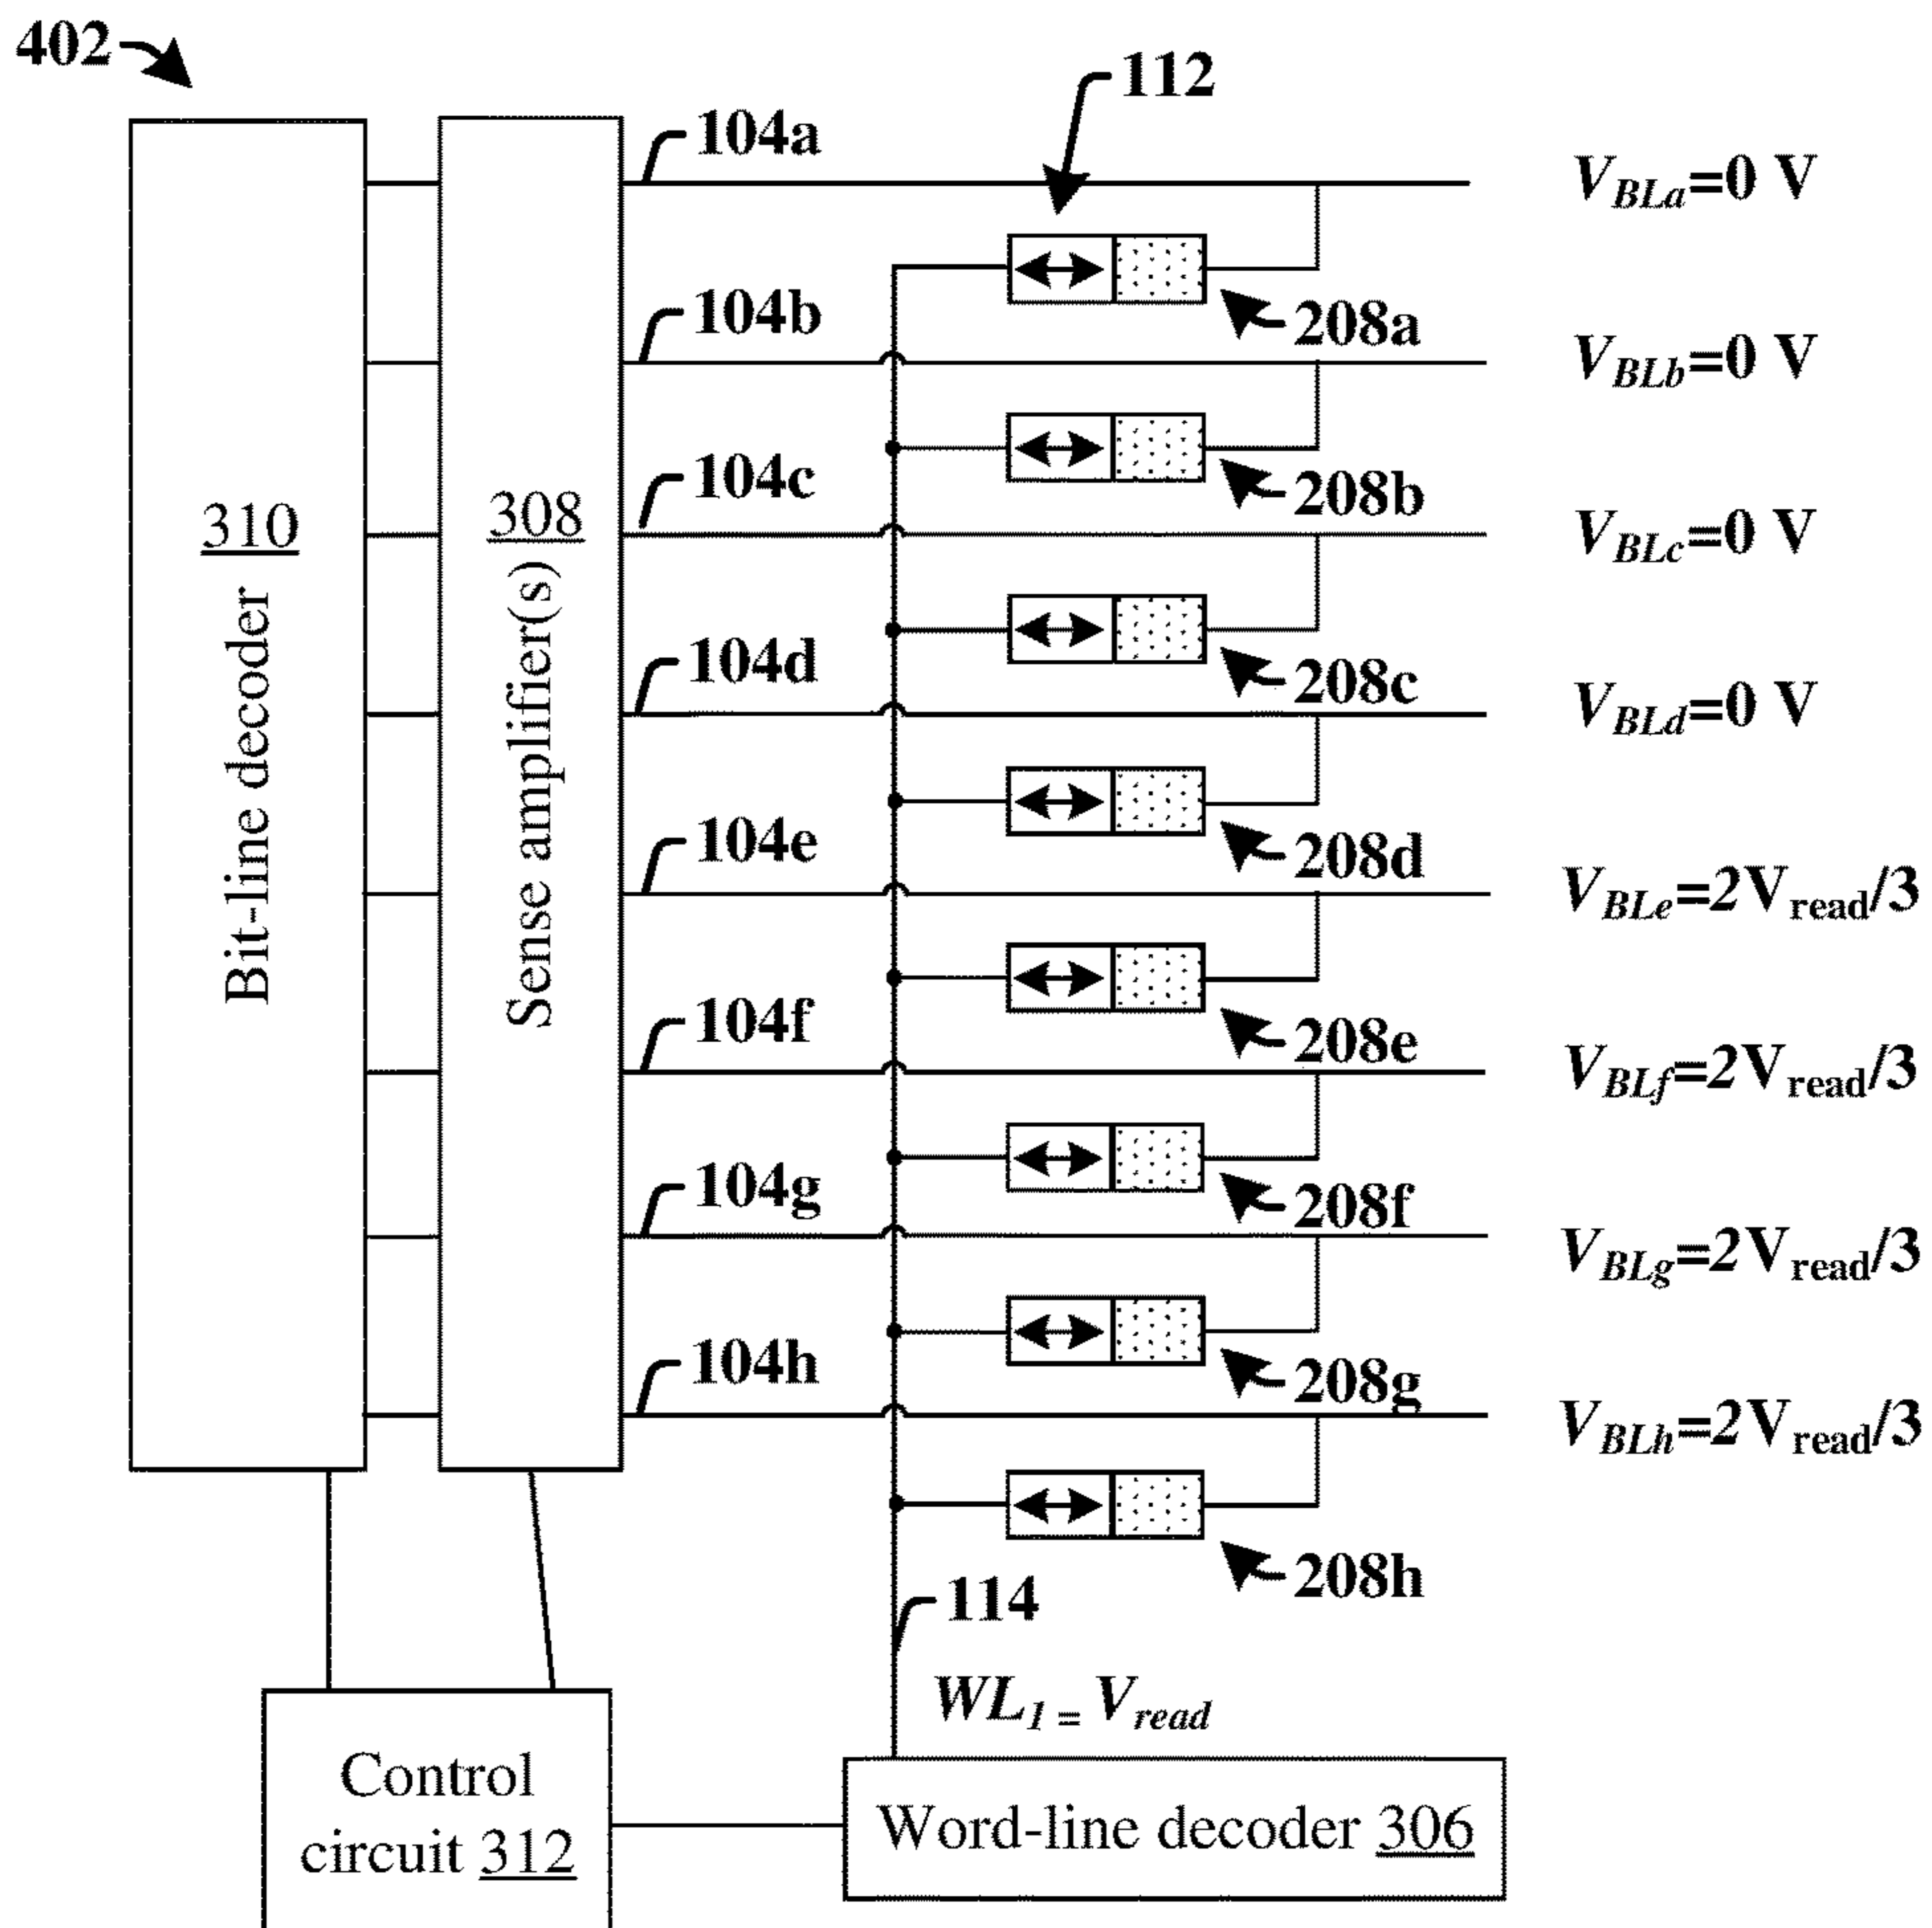 402
112
104a
V_BLa=0 V
208a
104b
V_BLb=0 V
208b
104c
V_BLc=0 V
208c
104d
V_BLd=0 V
208d
104e
V_BLe=2V_read/3
208e
104f
V_BLf=2V_read/3
208f
104g
V_BLg=2V_read/3
208g
104h
V_BLh=2V_read/3
208h
310
Bit-line decoder
308
Sense amplifier(s)
114
WL_1 = V_read
Control
circuit 312
Word-line decoder 306